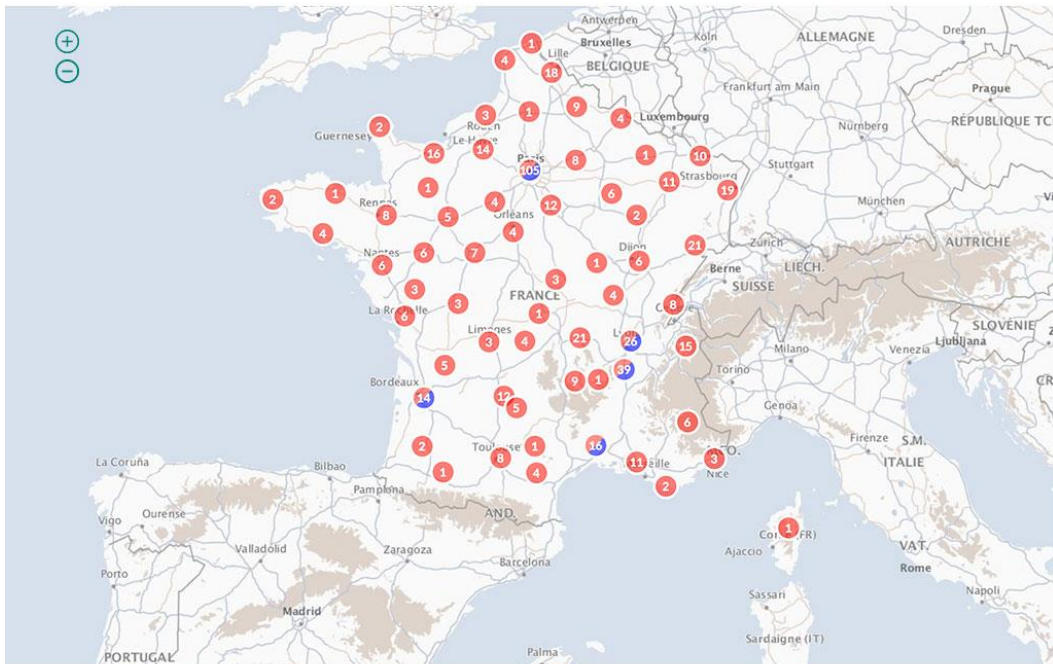 Antwerpen
Dresden
+
1
Köln
ALLEMAGNE
Bruxelles
−
4
Lille
BELGIQUE
18
Frankfurt am Main
Prague
9
3
1
4
Luxembourg
RÉPUBLIQUE TC
Guernesey
2
Rouen
Nürnberg
Le Havre
14
16
Paris
8
1
10
105
Stuttgart
11
Strasbourg
1
6
19
2
1
4
12
München
Rennes
8
5
Orléans
2
4
4
21
AUTRICHE
Nantes
6
7
Dijon
Zürich
6
1
6
Berne
LIECH.
3
SUISSE
3
FRANCE
4
3
8
La Rochelle
6
1
SLOVÉNIE
Limoges
3
4
21
Lyon
26
15
Ljubljana
Milano
Venezia
5
39
Torino
Bordeaux
9
1
14
12
5
Genova
6
2
Toulouse
1
16
Firenze
S.M.
La Coruña
Bilbao
8
11
3
ITALIE
1
4
Nice
Pamplona
2
Vigo
Ourense
AND.
1
Valladolid
Zaragoza
Ajaccio
VAT.
Barcelona
Rome
Porto
Sassari
Napoli
Madrid
Sardaigne (IT)
PORTUGAL
Palma